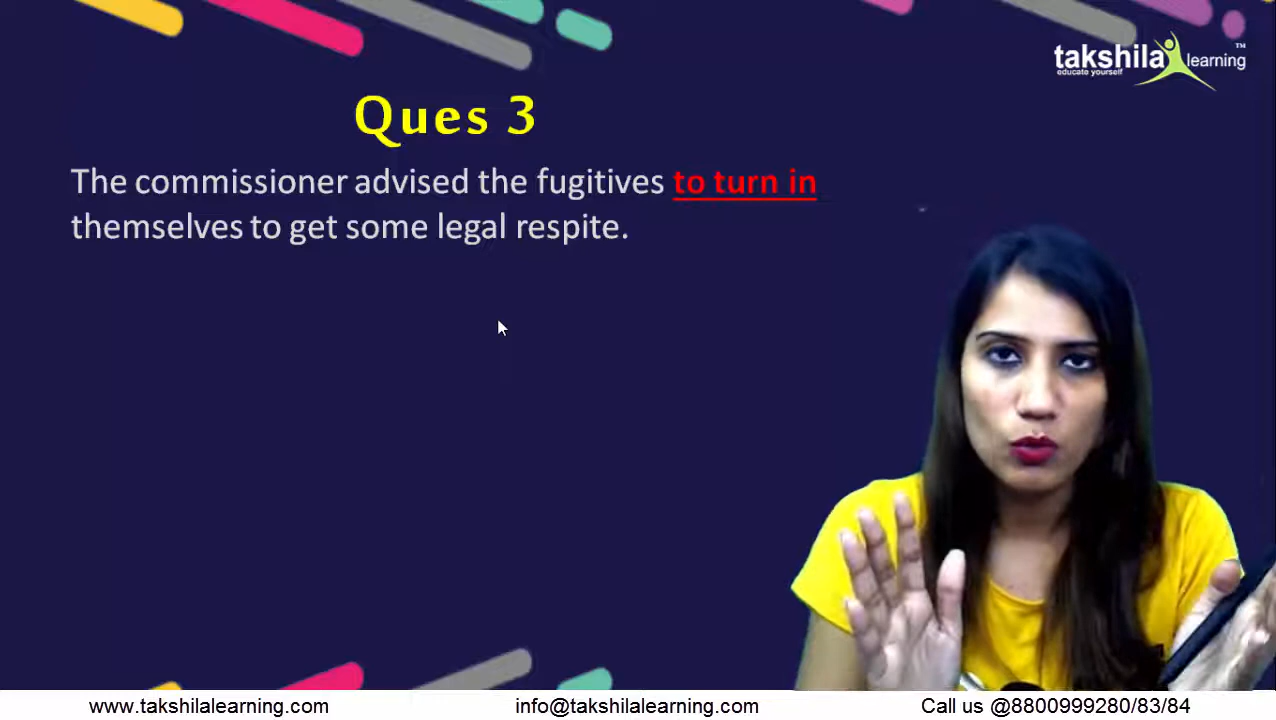 takshila learning™
educate yourself
Ques 3
The commissioner advised the fugitives to turn in
themselves to get some legal respite.
www.takshilalearning.com info@takshilalearning.com Call us @8800999280/83/84